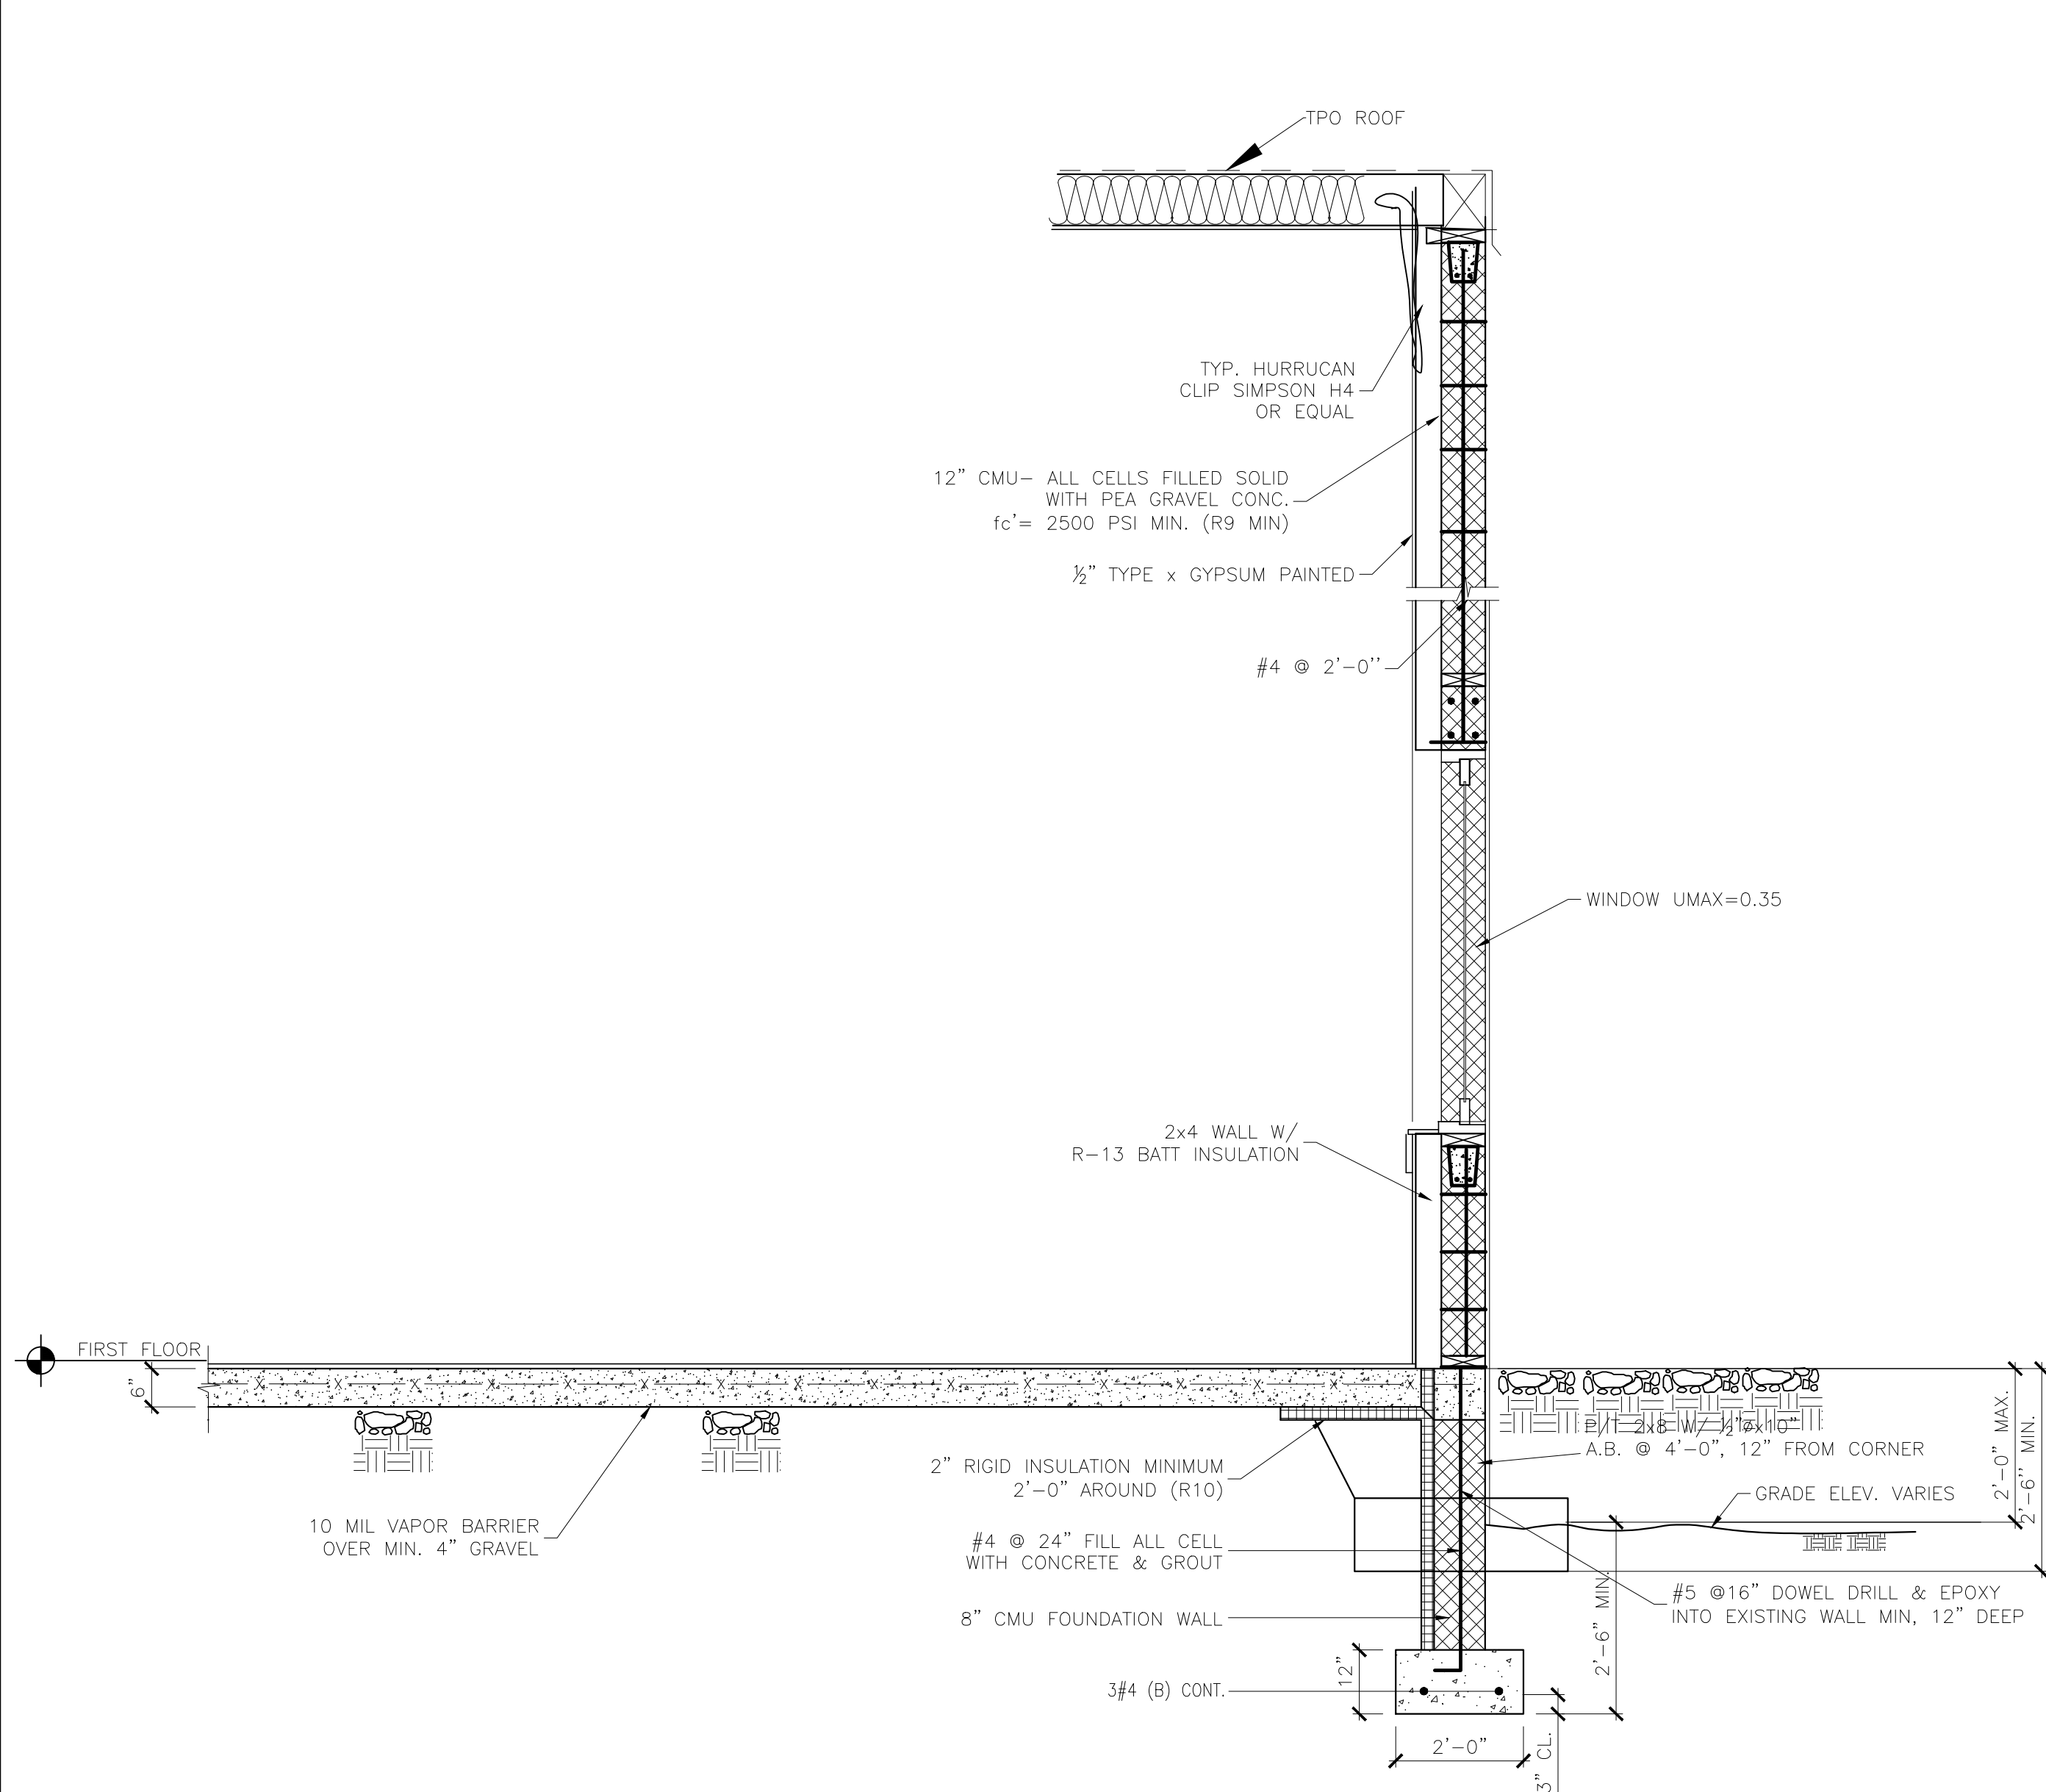 TPO ROOF
TYP. HURRUCAN
CLIP SIMPSON H4
OR EQUAL
12" CMU– ALL CELLS FILLED SOLID
WITH PEA GRAVEL CONC.
fc'= 2500 PSI MIN. (R9 MIN)
½" TYPE x GYPSUM PAINTED
#4 @ 2'–0''
WINDOW UMAX=0.35
2x4 WALL W/
R–13 BATT INSULATION
FIRST FLOOR
6"
P/T 2x8 W/ ½"øx10"
A.B. @ 4'–0", 12" FROM CORNER
2'–0" MAX.
2'–6'' MIN.
2" RIGID INSULATION MINIMUM
2'–0" AROUND (R10)
GRADE ELEV. VARIES
10 MIL VAPOR BARRIER
OVER MIN. 4" GRAVEL
#4 @ 24" FILL ALL CELL
WITH CONCRETE & GROUT
#5 @16" DOWEL DRILL & EPOXY
INTO EXISTING WALL MIN, 12" DEEP
8" CMU FOUNDATION WALL
2'–6" MIN.
12"
3#4 (B) CONT.
2'–0"
3" CL.